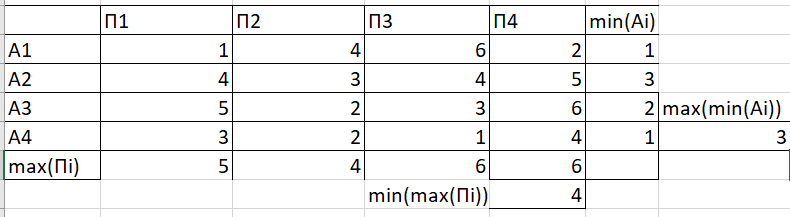 П1 П2 П3 П4 min(Ai)
A1 1 4 6 2 1
A2 4 3 4 5 3
A3 5 2 3 6 2 max(min(Ai))
A4 3 2 1 4 1 3
max(Пi) 5 4 6 6
min(max(Пi)) 4